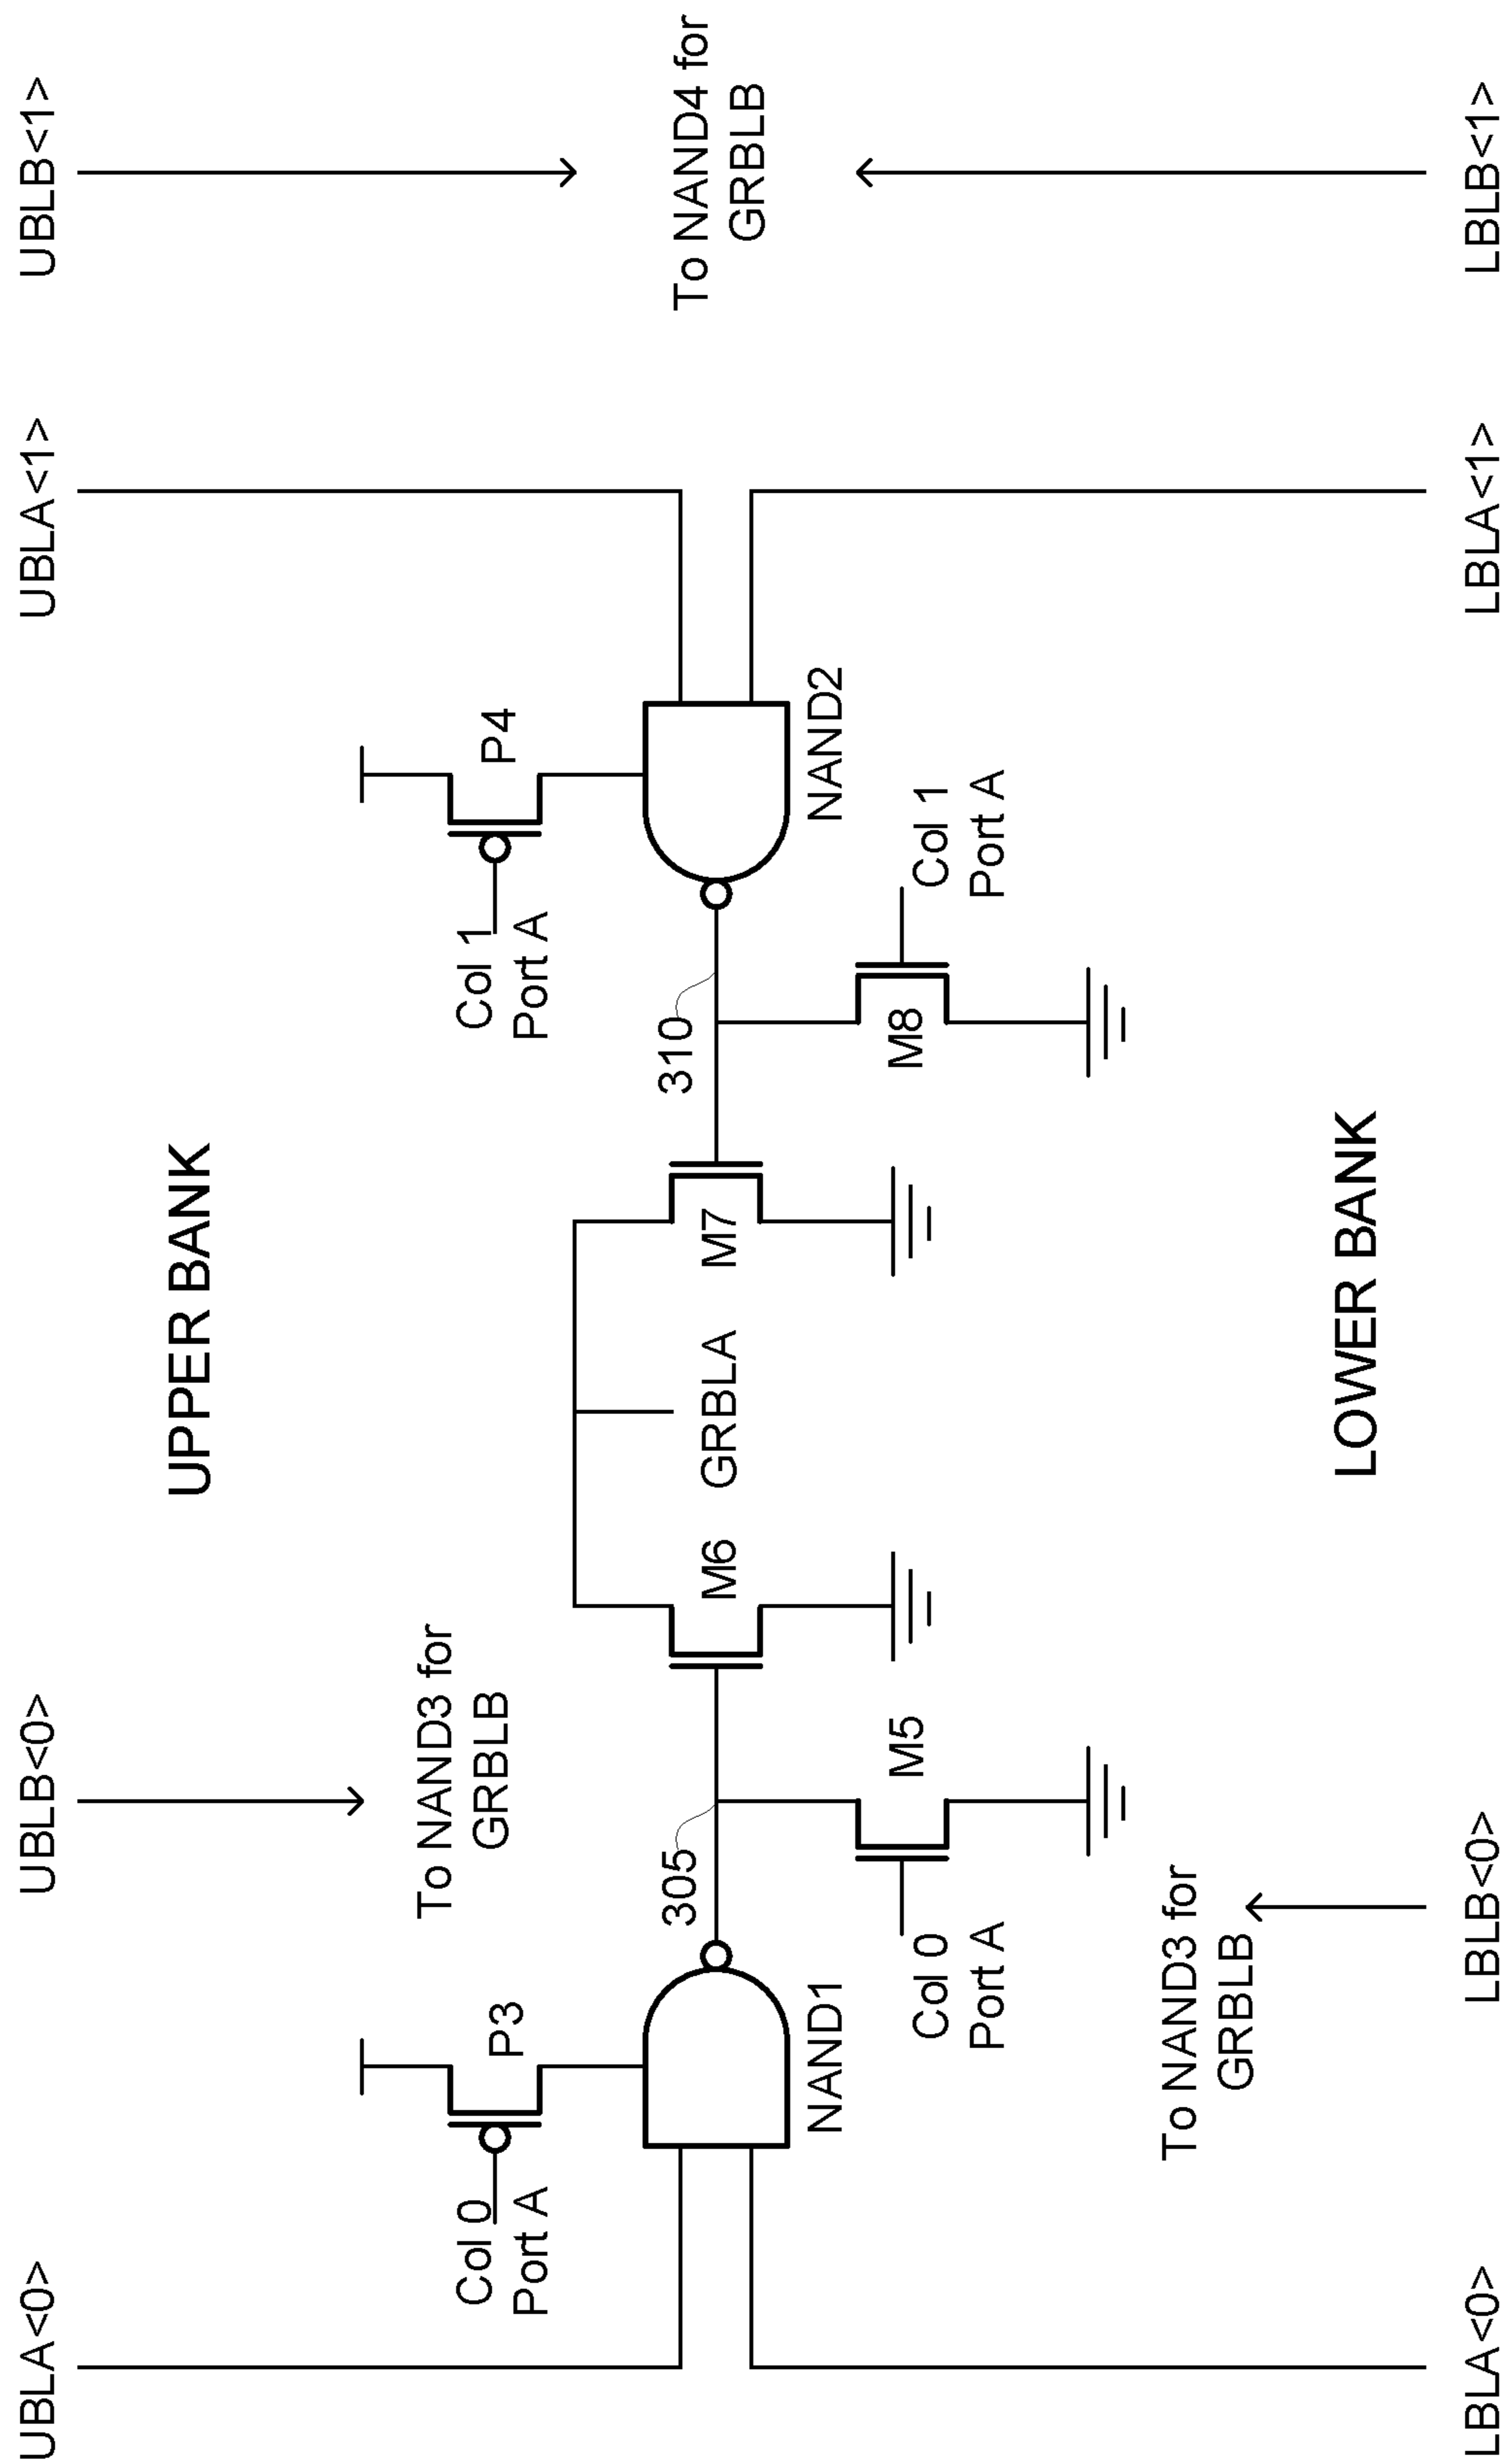 UBLA<0>
UBLB<0>
UBLA<1>
UBLB<1>
UPPER BANK
Col 0
Port A
P3
To NAND3 for
GRBLB
Col 1
Port A
P4
NAND1
305
M6
GRBLA
M7
310
NAND2
To NAND4 for
GRBLB
Col 0
Port A
M5
M8
Col 1
Port A
To NAND3 for
GRBLB
LOWER BANK
LBLA<0>
LBLB<0>
LBLA<1>
LBLB<1>